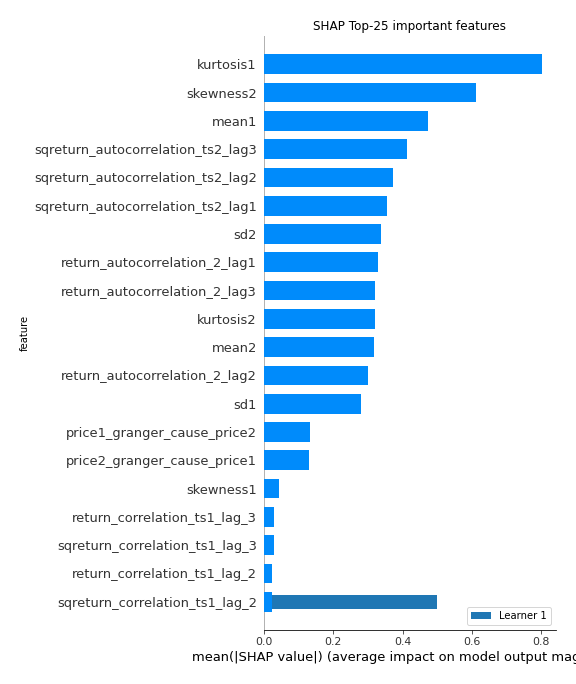 SHAP Top-25 important features
kurtosis1
skewness2
mean1
sqreturn_autocorrelation_ts2_lag3
sqreturn_autocorrelation_ts2_lag2
sqreturn_autocorrelation_ts2_lag1
sd2
return_autocorrelation_2_lag1
return_autocorrelation_2_lag3
kurtosis2
mean2
return_autocorrelation_2_lag2
sd1
price1_granger_cause_price2
price2_granger_cause_price1
skewness1
return_correlation_ts1_lag_3
sqreturn_correlation_ts1_lag_3
return_correlation_ts1_lag_2
sqreturn_correlation_ts1_lag_2
feature
Learner 1
0.0 0.2 0.4 0.6 0.8
mean(|SHAP value|) (average impact on model output mag